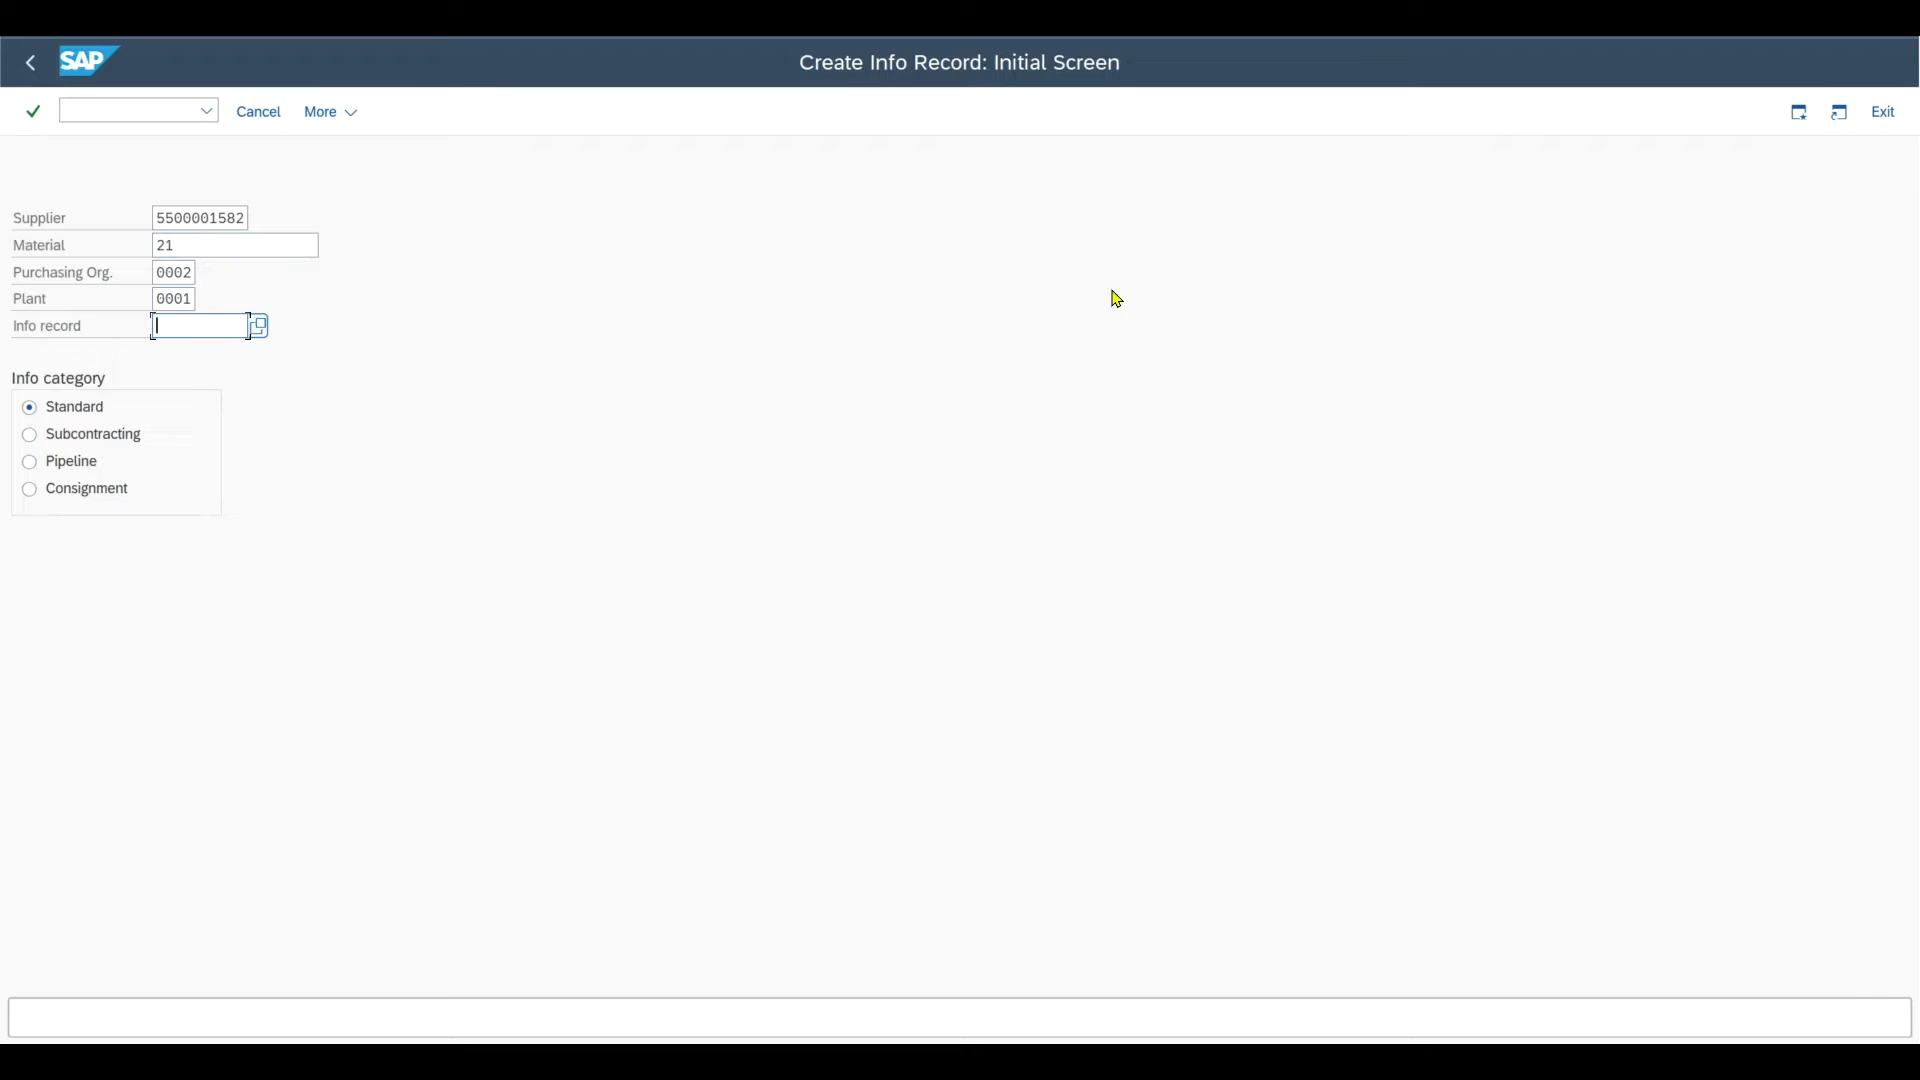 SAP Create Info Record: Initial Screen
Cancel More Exit
Supplier 5500001582
Material 21
Purchasing Org. 0002
Plant 0001
Info record
Info category
Standard
Subcontracting
Pipeline
Consignment